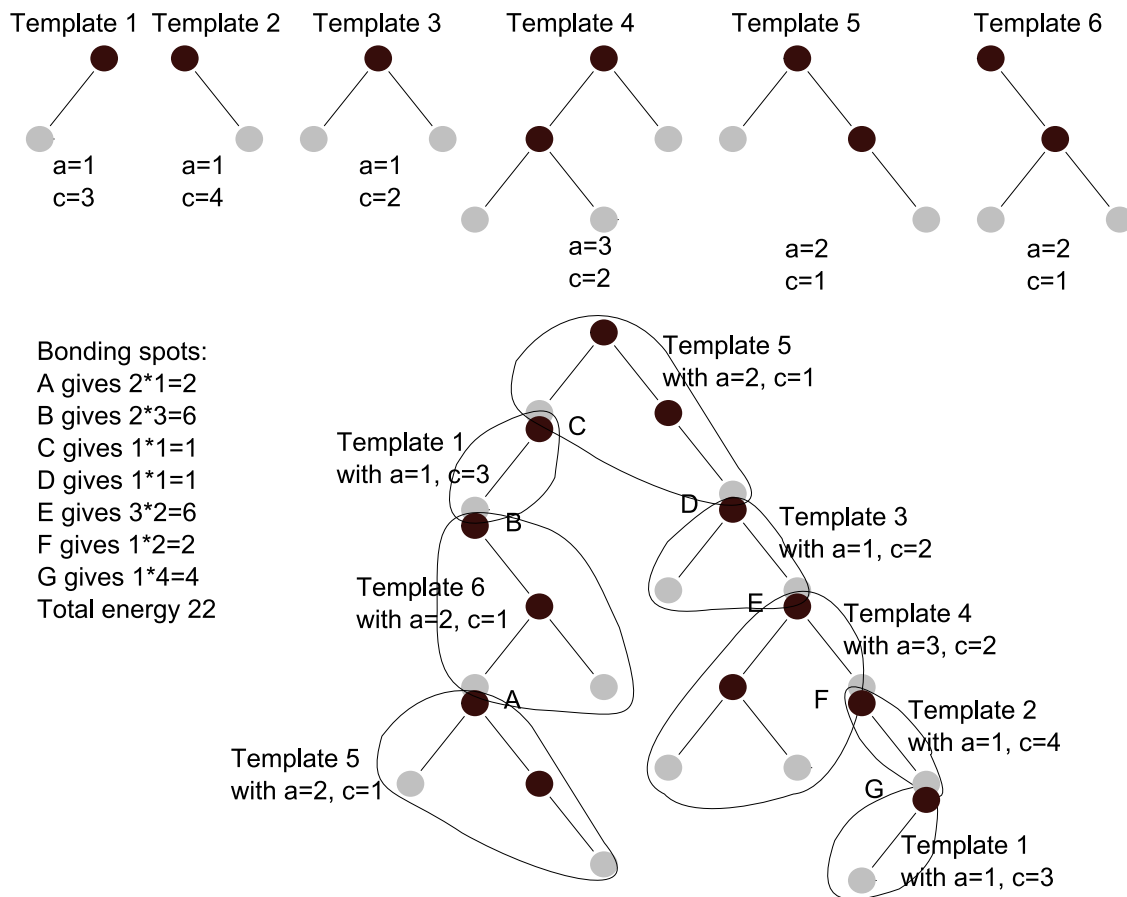 Template 1
Template 2
Template 3
Template 4
Template 5
Template 6
a=1
c=3
a=1
c=4
a=1
c=2
a=3
c=2
a=2
c=1
a=2
c=1
Bonding spots:
A gives 2*1=2
B gives 2*3=6
C gives 1*1=1
D gives 1*1=1
E gives 3*2=6
F gives 1*2=2
G gives 1*4=4
Total energy 22
Template 5
with a=2, c=1
C
Template 1
with a=1, c=3
D
B
Template 3
with a=1, c=2
E
Template 6
with a=2, c=1
Template 4
with a=3, c=2
A
F
Template 2
with a=1, c=4
Template 5
with a=2, c=1
G
Template 1
with a=1, c=3